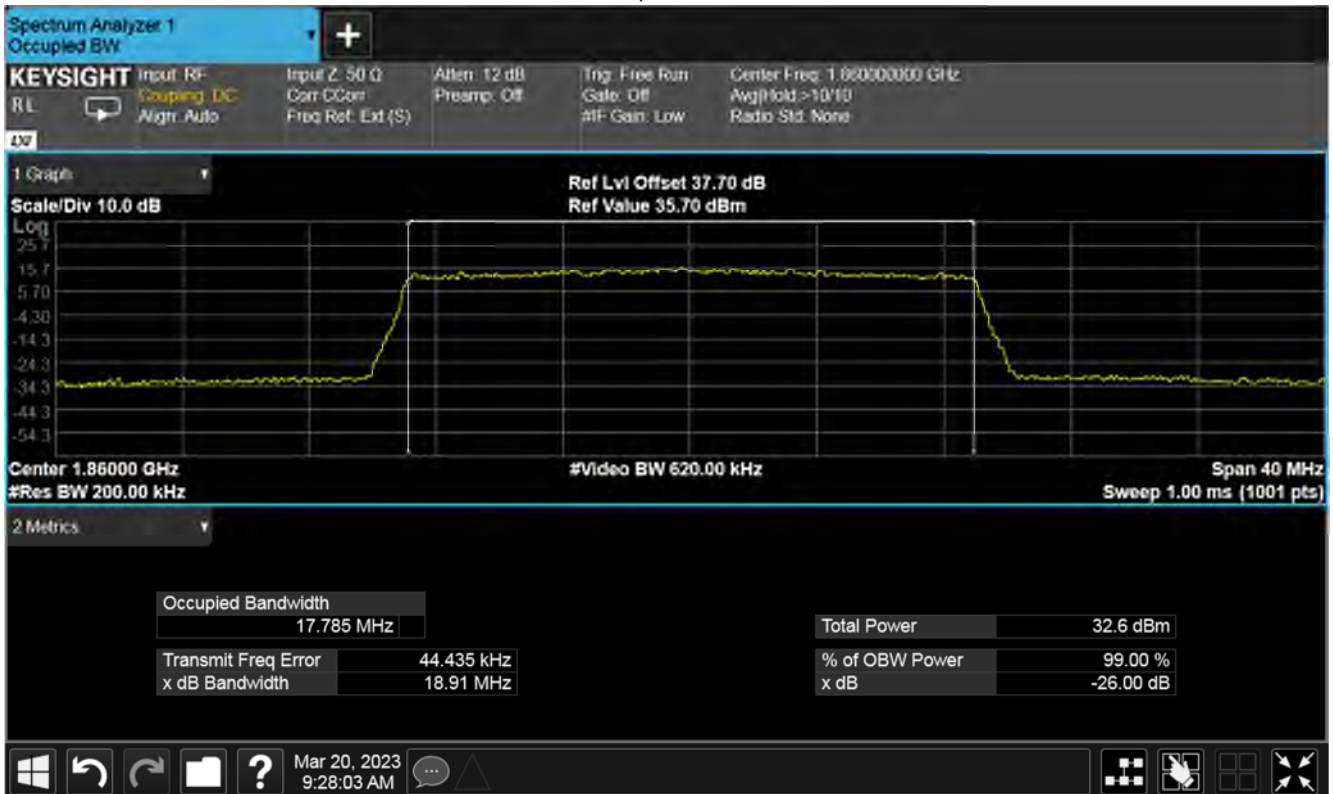 Spectrum Analyzer 1
Occupied BW
+
KEYSIGHT Input: RF Input Z: 50 Ω Atten: 12 dB Trig: Free Run Center Freq: 1.860000000 GHz
RL Coupling: DC Corr CCorr Preamp: Off Gate: Off Avg|Hold:>10/10
Align: Auto Freq Ref: Ext (S) #IF Gain: Low Radio Std: None
1 Graph
Ref Lvl Offset 37.70 dB
Scale/Div 10.0 dB Ref Value 35.70 dBm
Log
25.7
15.7
5.70
-4.30
-14.3
-24.3
-34.3
-44.3
-54.3
Center 1.86000 GHz #Video BW 620.00 kHz Span 40 MHz
#Res BW 200.00 kHz Sweep 1.00 ms (1001 pts)
2 Metrics
Occupied Bandwidth
17.785 MHz Total Power 32.6 dBm
Transmit Freq Error 44.435 kHz % of OBW Power 99.00 %
x dB Bandwidth 18.91 MHz x dB -26.00 dB
? Mar 20, 2023
9:28:03 AM